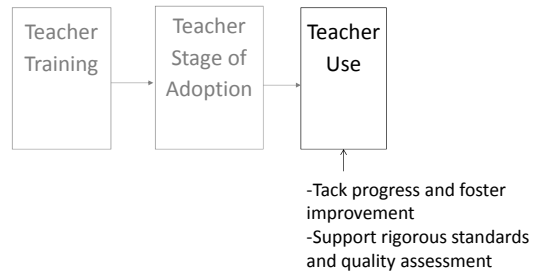 Teacher
Training
Teacher
Stage of
Adoption
Teacher
Use
-Tack progress and foster
improvement
-Support rigorous standards
and quality assessment